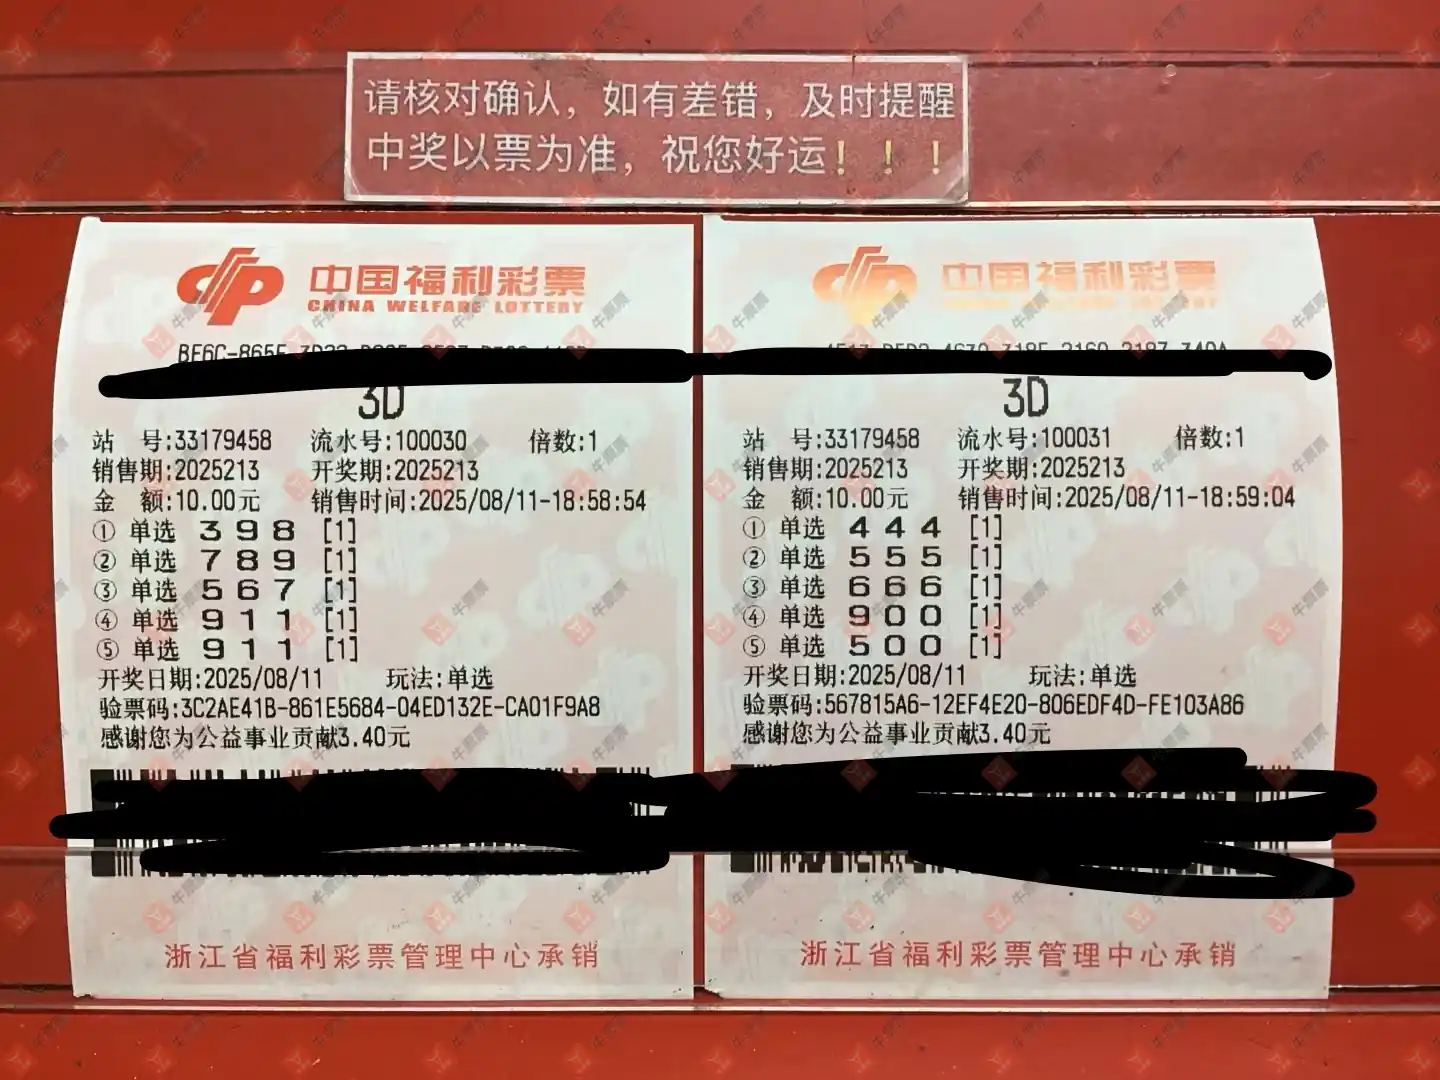 请核对确认，如有差错，及时提醒
中奖以票为准，祝您好运！！！
中国福利彩票
CHINA WELFARE LOTTERY
3D
站 号:33179458 流水号:100030 倍数:1
销售期:2025213 开奖期:2025213
金 额:10.00元 销售时间:2025/08/11-18:58:54
① 单选 3 9 8 [1]
② 单选 7 8 9 [1]
③ 单选 5 6 7 [1]
④ 单选 9 1 1 [1]
⑤ 单选 9 1 1 [1]
开奖日期:2025/08/11 玩法:单选
验票码:3C2AE41B-861E5684-04ED132E-CA01F9A8
感谢您为公益事业贡献3.40元
浙江省福利彩票管理中心承销
中国福利彩票
CHINA WELFARE LOTTERY
3D
站 号:33179458 流水号:100031 倍数:1
销售期:2025213 开奖期:2025213
金 额:10.00元 销售时间:2025/08/11-18:59:04
① 单选 4 4 4 [1]
② 单选 5 5 5 [1]
③ 单选 6 6 6 [1]
④ 单选 9 0 0 [1]
⑤ 单选 5 0 0 [1]
开奖日期:2025/08/11 玩法:单选
验票码:567815A6-12EF4E20-806EDF4D-FE103A86
感谢您为公益事业贡献3.40元
浙江省福利彩票管理中心承销